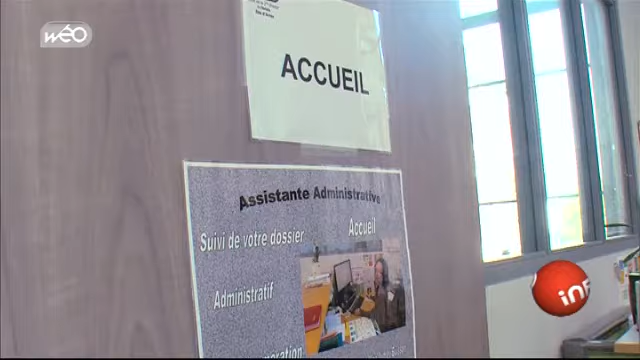 wéo
ACCUEIL
Assistante Administrative
Accueil
Suivi de votre dossier
Administratif
inf